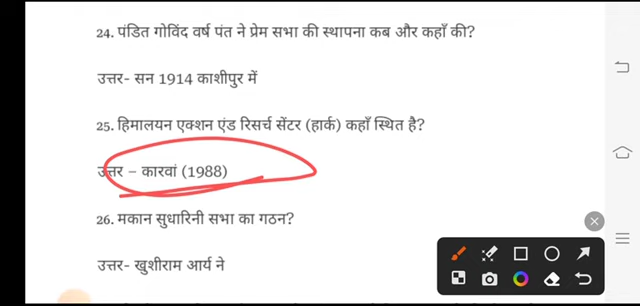 24. पंडित गोविंद वर्ष पंत ने प्रेम सभा की स्थापना कब और कहाँ की?
उत्तर- सन 1914 काशीपुर में
25. हिमालयन एक्शन एंड रिसर्च सेंटर (हार्क) कहाँ स्थित है?
उत्तर – कारवां (1988)
26. मकान सुधारिनी सभा का गठन?
उत्तर- खुशीराम आर्य ने